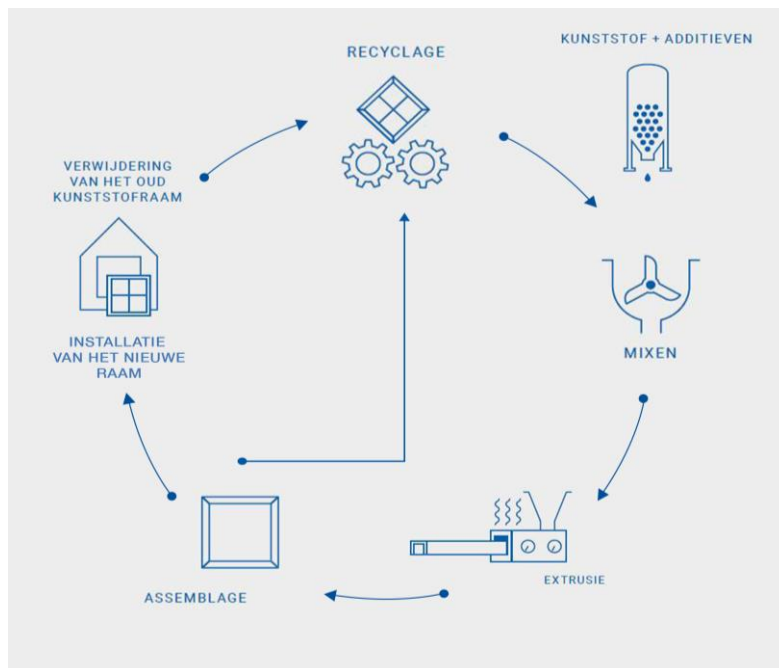 RECYCLAGE
KUNSTSTOF + ADDITIEVEN
VERWIJDERING
VAN HET OUD
KUNSTSTOFRAAM
INSTALLATIE
VAN HET NIEUWE
RAAM
MIXEN
EXTRUSIE
ASSEMBLAGE